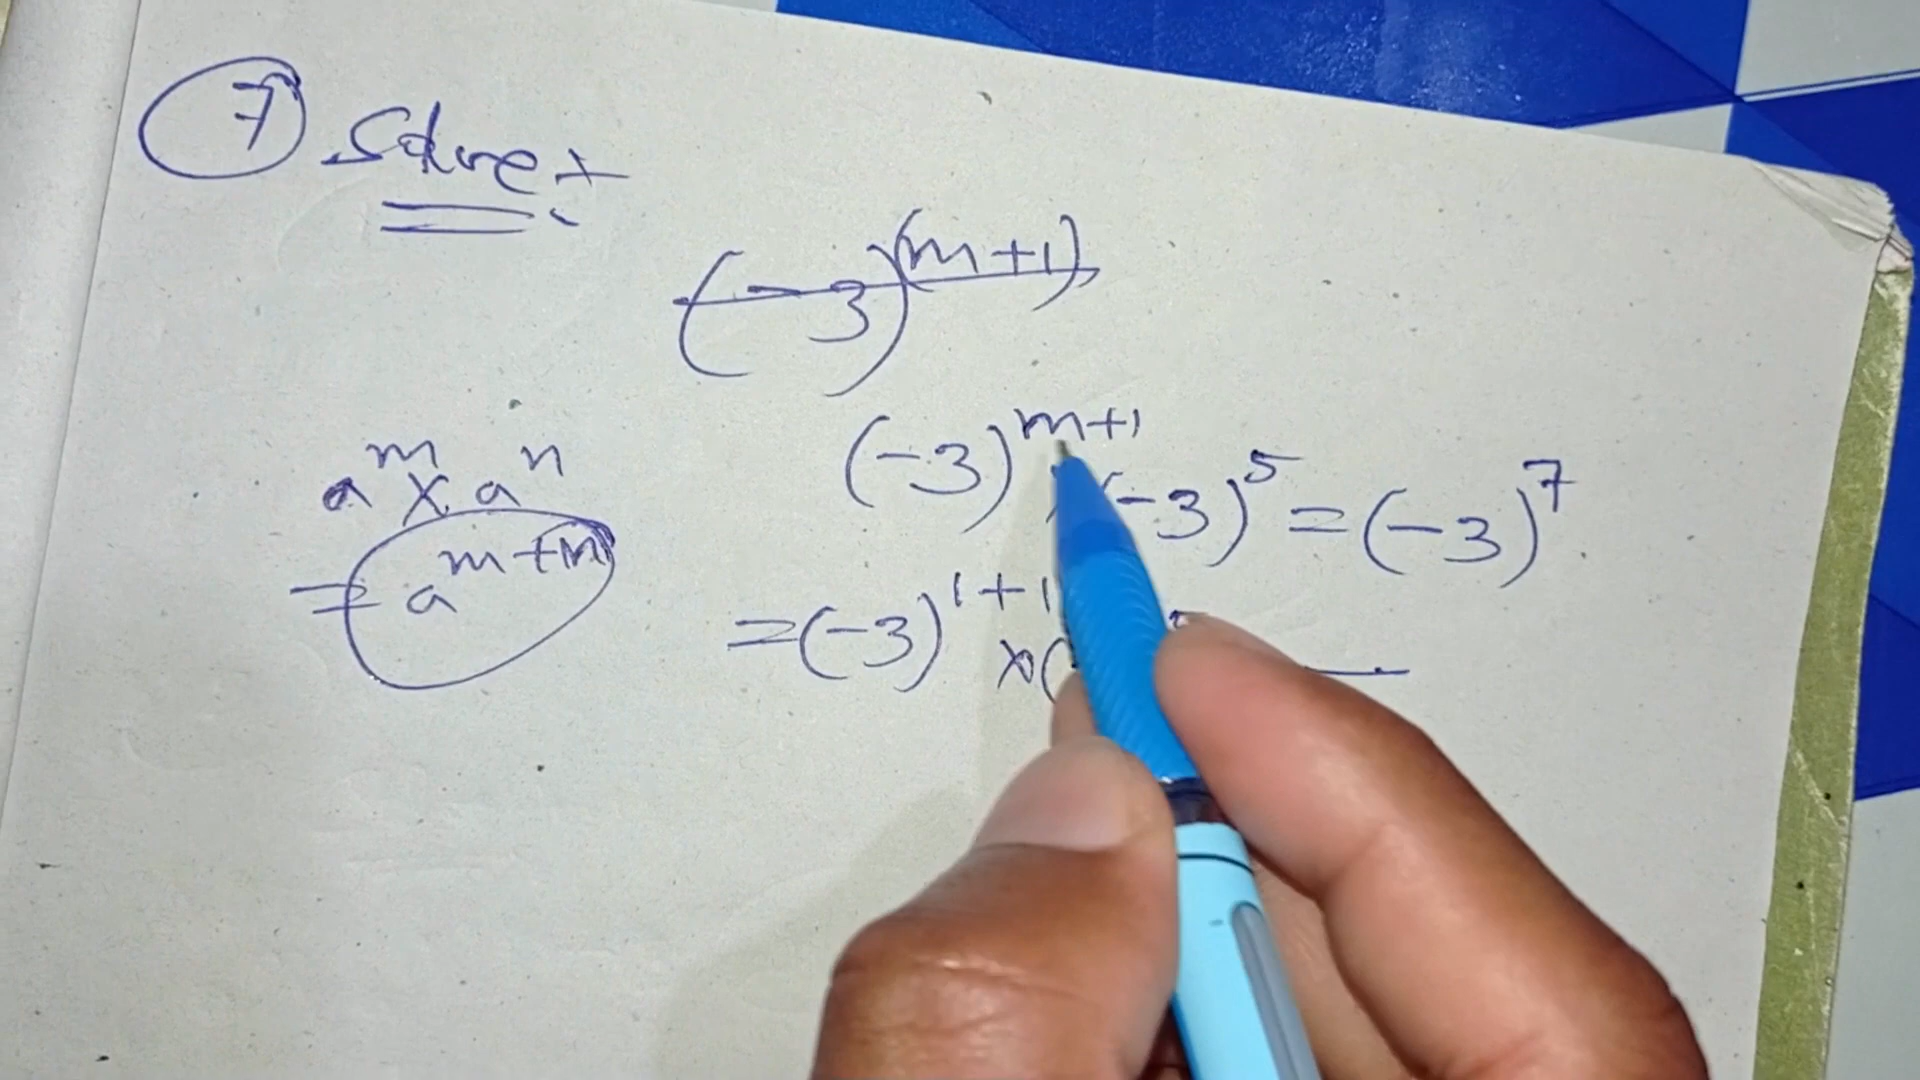 7 Solve:
(-3)^(m+1)
a^m × a^n
= a^m+n
(-3)^m+1 (-3)^5 = (-3)^7
= (-3)^1+1 × (